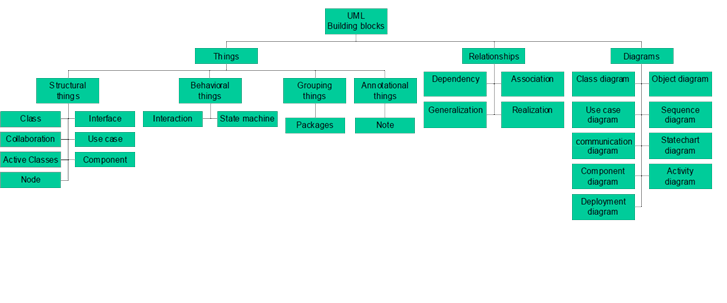 UML
Building blocks
Things
Relationships
Diagrams
Structural
things
Behavioral
things
Grouping
things
Annotational
things
Dependency
Association
Class diagram
Object diagram
Class
Interface
Interaction
State machine
Packages
Note
Generalization
Realization
Use case
diagram
Sequence
diagram
Collaboration
Use case
communication
diagram
Statechart
diagram
Active Classes
Component
Component
diagram
Activity
diagram
Node
Deployment
diagram